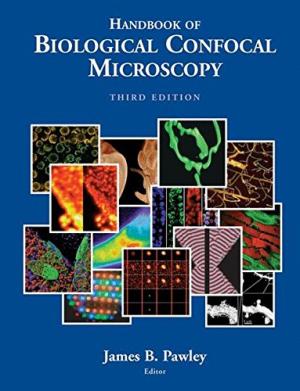 HANDBOOK OF
BIOLOGICAL CONFOCAL
MICROSCOPY
THIRD EDITION
James B. Pawley
Editor